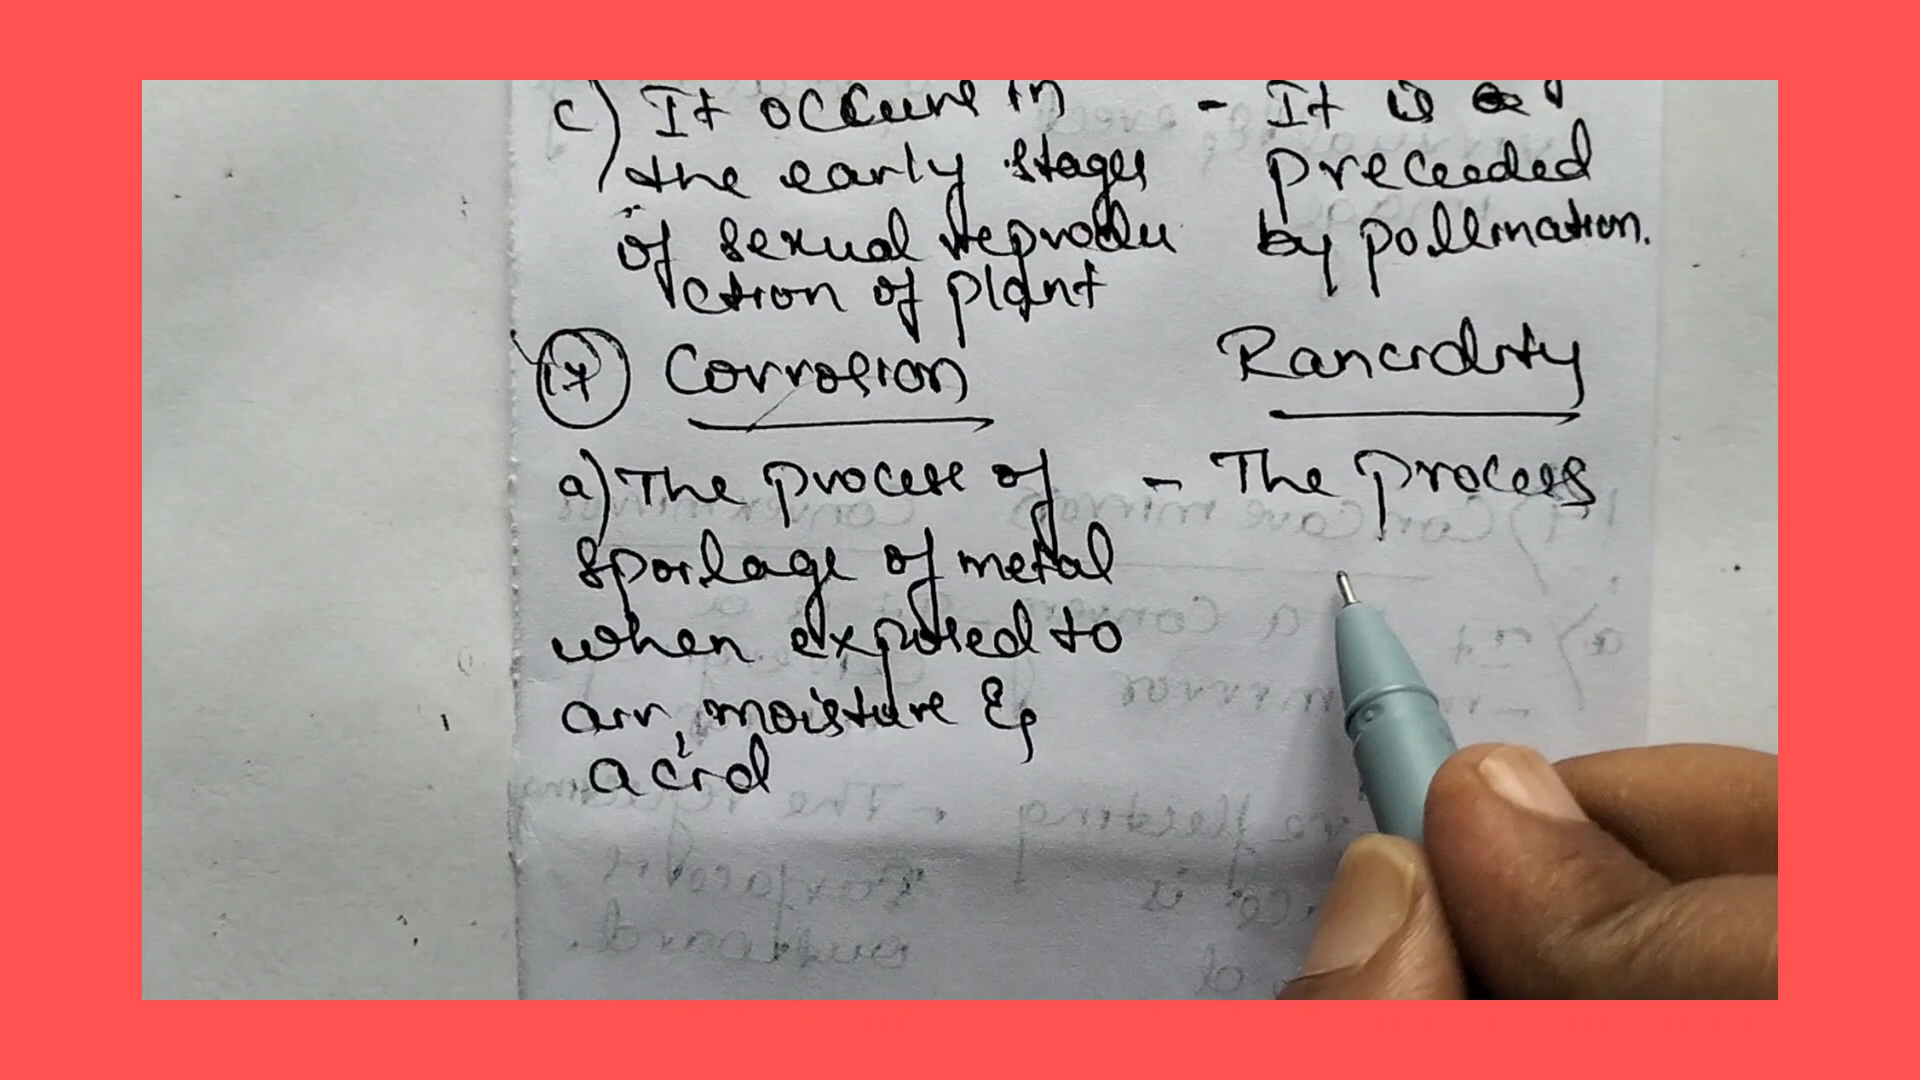 c) It occurs in - It is
the early stages - preceeded
of sexual reprodu by pollination.
ction of plant
17 Corrosion Rancidity
a) The process of - The process
spoilage of metal
when exposed to
air, moisture &
acid